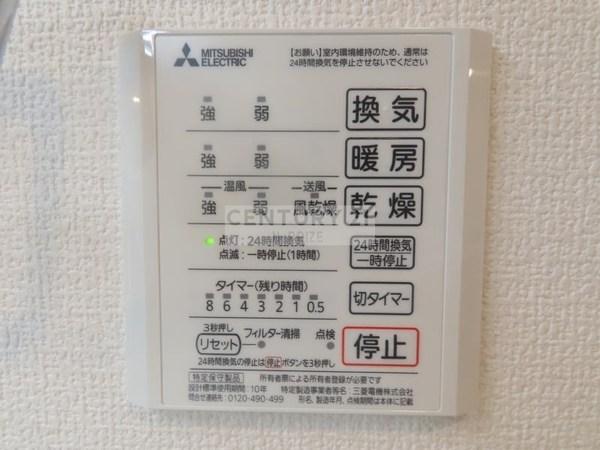 MITSUBISHI
ELECTRIC
【お願い】室内環境維持のため、通常は
24時間換気を停止させないでください
強 弱 換気
強 弱 暖房
温風 送風
強 弱 風乾燥 乾燥
CENTURY 21
点灯:24時間換気
点滅:一時停止(1時間)
24時間換気
一時停止
タイマー(残り時間)
8 6 4 3 2 1 0.5
切タイマー
3秒押し
リセット フィルター清掃 点検
停止
24時間換気の停止は停止ボタンを3秒押し
特定保守製品 所有者票による所有者登録が必要です
設計標準使用期間:10年 特定製造事業者等名:三菱電機株式会社
問合せ連絡先:0120-490-499 形名、製造年月、点検期間は本体に記載